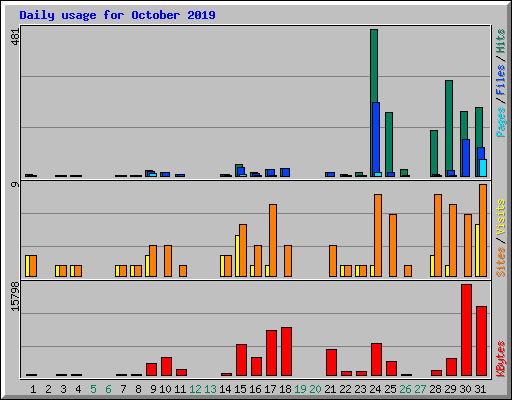 Daily usage for October 2019
481
Pages / Files / Hits
9
Sites / Visits
15798
KBytes
1 2 3 4 5 6 7 8 9 10 11 12 13 14 15 16 17 18 19 20 21 22 23 24 25 26 27 28 29 30 31